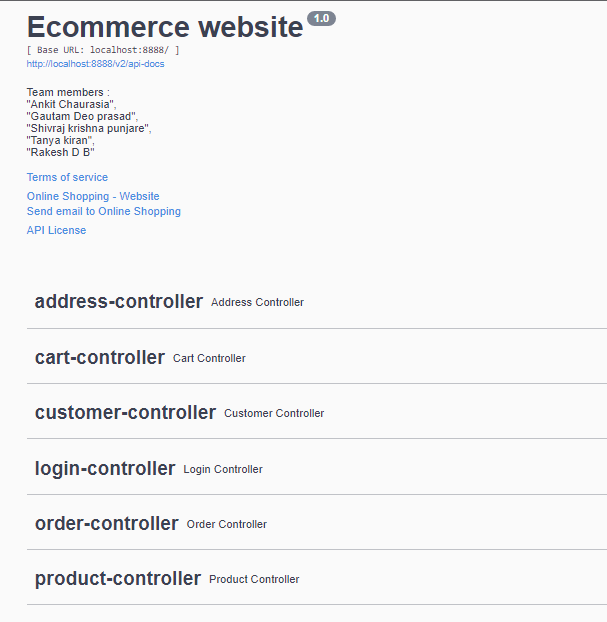 Ecommerce website 1.0
[ Base URL: localhost:8888/ ]
http://localhost:8888/v2/api-docs
Team members :
"Ankit Chaurasia",
"Gautam Deo prasad",
"Shivraj krishna punjare",
"Tanya kiran",
"Rakesh D B"
Terms of service
Online Shopping - Website
Send email to Online Shopping
API License
address-controller Address Controller
cart-controller Cart Controller
customer-controller Customer Controller
login-controller Login Controller
order-controller Order Controller
product-controller Product Controller